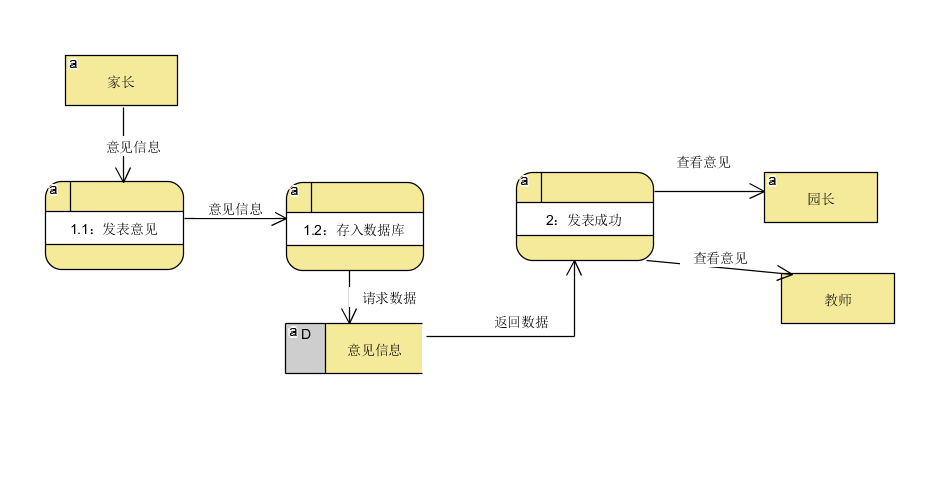 a
家长
意见信息
a
1.1：发表意见
意见信息
a
1.2：存入数据库
请求数据
a D
意见信息
返回数据
a
2：发表成功
查看意见
a
园长
查看意见
教师